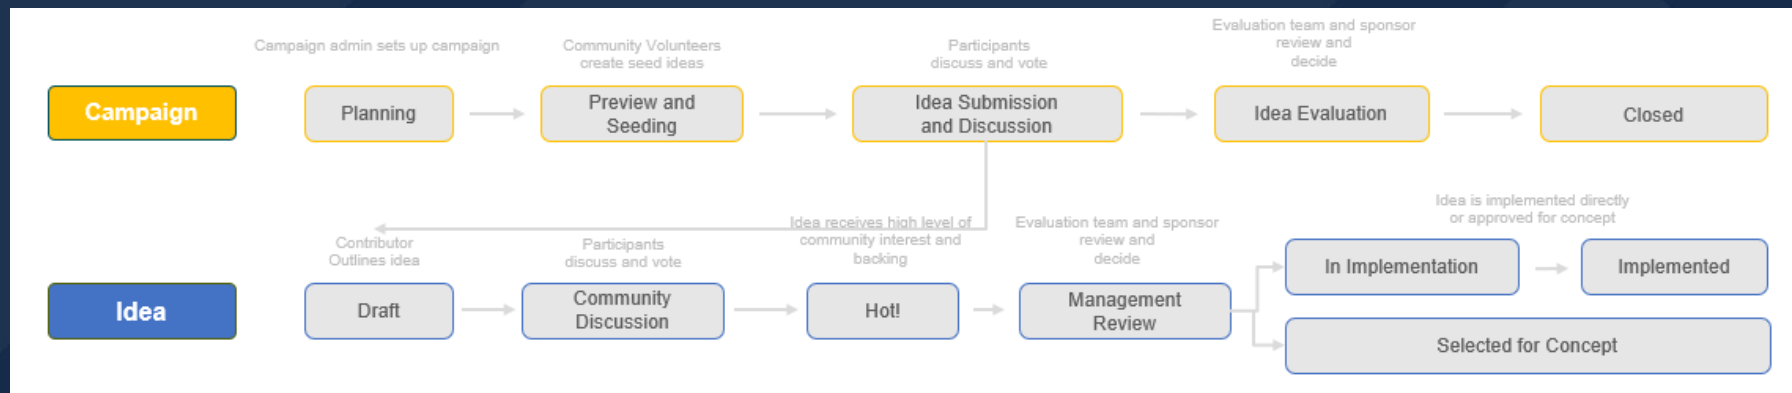 Campaign admin sets up campaign
Community Volunteers
create seed ideas
Participants
discuss and vote
Evaluation team and sponsor
review and
decide
Campaign
Planning
Preview and
Seeding
Idea Submission
and Discussion
Idea Evaluation
Closed
Contributor
Outlines idea
Participants
discuss and vote
Idea receives high level of
community interest and
backing
Evaluation team and sponsor
review and
decide
Idea is implemented directly
or approved for concept
Idea
Draft
Community
Discussion
Hot!
Management
Review
In Implementation
Implemented
Selected for Concept